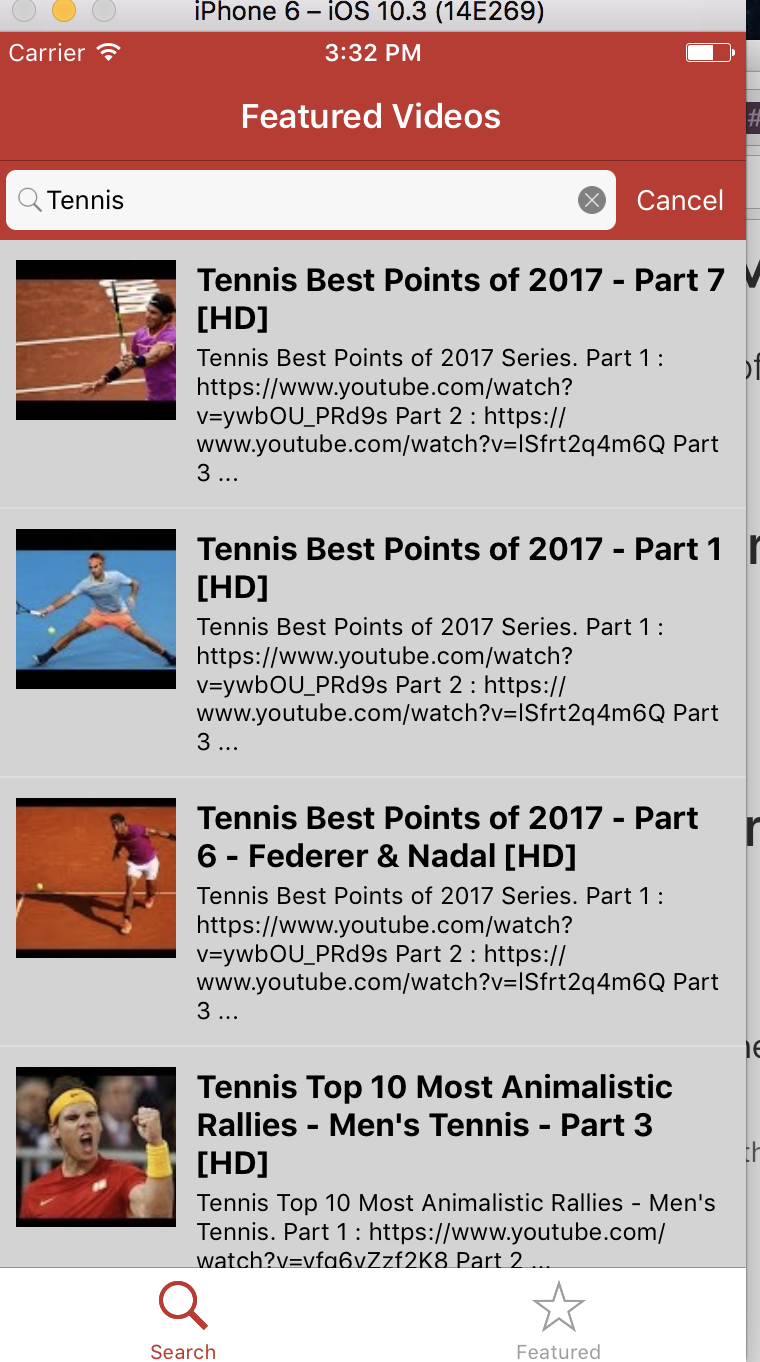 iPhone 6 – iOS 10.3 (14E269)
Carrier 3:32 PM
Featured Videos
Tennis Cancel
Tennis Best Points of 2017 - Part 7
[HD]
Tennis Best Points of 2017 Series. Part 1 :
https://www.youtube.com/watch?
v=ywbOU_PRd9s Part 2 : https://
www.youtube.com/watch?v=lSfrt2q4m6Q Part
3 ...
Tennis Best Points of 2017 - Part 1
[HD]
Tennis Best Points of 2017 Series. Part 1 :
https://www.youtube.com/watch?
v=ywbOU_PRd9s Part 2 : https://
www.youtube.com/watch?v=lSfrt2q4m6Q Part
3 ...
Tennis Best Points of 2017 - Part
6 - Federer & Nadal [HD]
Tennis Best Points of 2017 Series. Part 1 :
https://www.youtube.com/watch?
v=ywbOU_PRd9s Part 2 : https://
www.youtube.com/watch?v=lSfrt2q4m6Q Part
3 ...
Tennis Top 10 Most Animalistic
Rallies - Men's Tennis - Part 3
[HD]
Tennis Top 10 Most Animalistic Rallies - Men's
Tennis. Part 1 : https://www.youtube.com/
watch?v=vfg6vZzf2K8 Part 2 ...
Search Featured